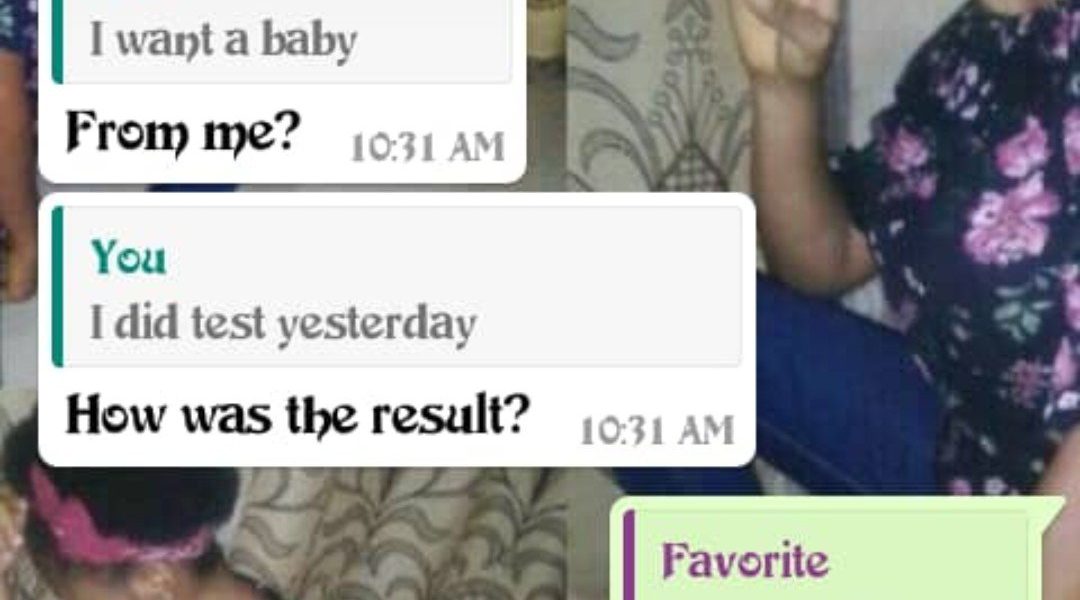 I want a baby
From me?
10:31 AM
You
I did test yesterday
How was the result?
10:31 AM
Favorite